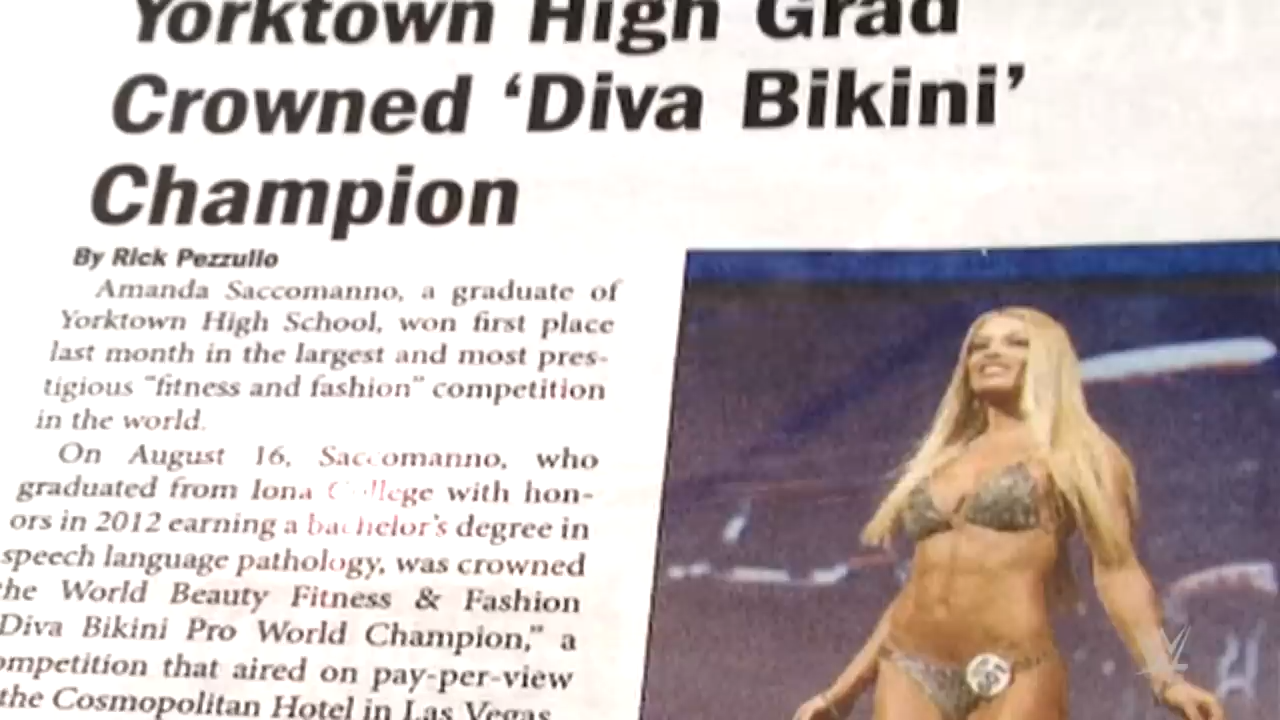 Yorktown High Grad
Crowned ‘Diva Bikini’
Champion
By Rick Pezzullo
Amanda Saccomanno, a graduate of
Yorktown High School, won first place
last month in the largest and most pres-
tigious "fitness and fashion" competition
in the world.
On August 16, Saccomanno, who
graduated from Iona College with hon-
ors in 2012 earning a bachelor's degree in
speech language pathology, was crowned
the World Beauty Fitness & Fashion
Diva Bikini Pro World Champion," a
ompetition that aired on pay-per-view
the Cosmopolitan Hotel in Las Vegas.